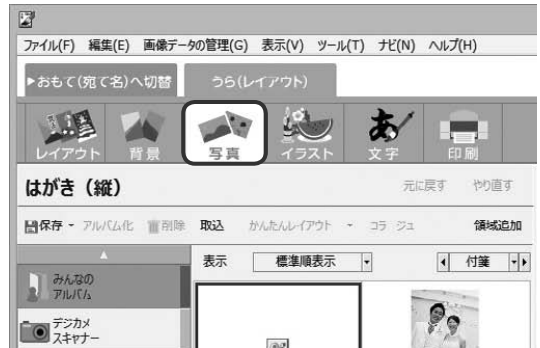 ファイル(F) 編集(E) 画像データの管理(G) 表示(V) ツール(T) ナビ(N) ヘルプ(H)
▶おもて(宛て名)へ切替 うら(レイアウト)
レイアウト 背景 写真 イラスト 文字 印刷
はがき（縦） 元に戻す やり直す
保存 アルバム化 削除 取込 かんたんレイアウト コラージュ 領域追加
みんなの
アルバム
表示 標準順表示 付箋
デジカメ
スキャナー